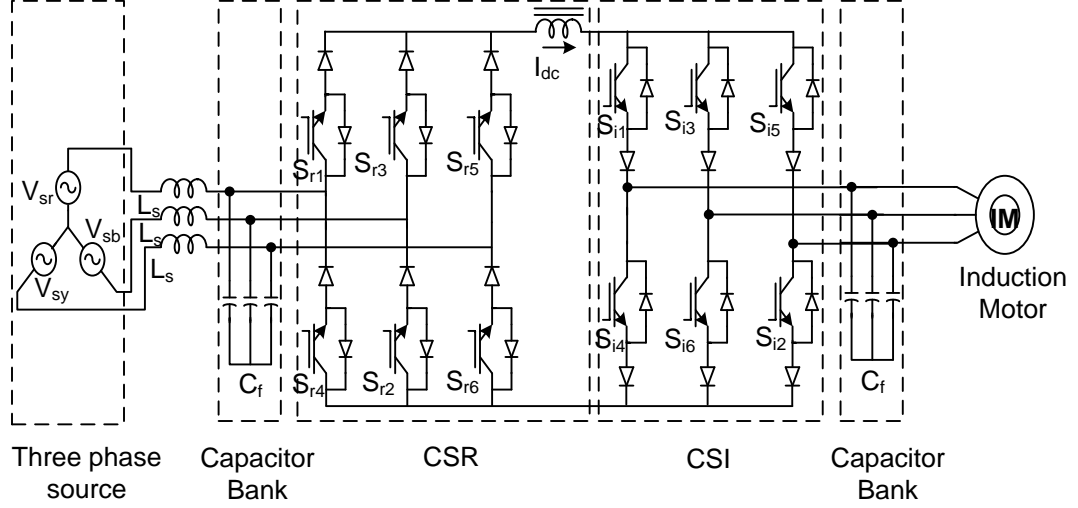 I_dc
S_i1
S_i3
S_i5
S_r1
S_r3
S_r5
V_sr
L_s
V_sb
L_s
L_s
V_sy
IM
Induction
Motor
S_i4
S_i6
S_i2
S_r4
S_r2
S_r6
C_f
C_f
Three phase
source
Capacitor
Bank
CSR
CSI
Capacitor
Bank